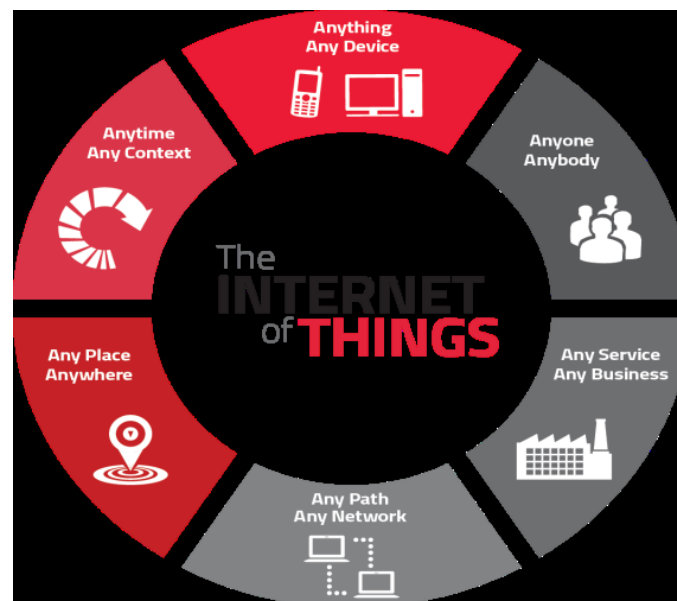 Anything
Any Device
Anyone
Anybody
Any Service
Any Business
Any Path
Any Network
Any Place
Anywhere
Anytime
Any Context
The
INTERNET
of THINGS